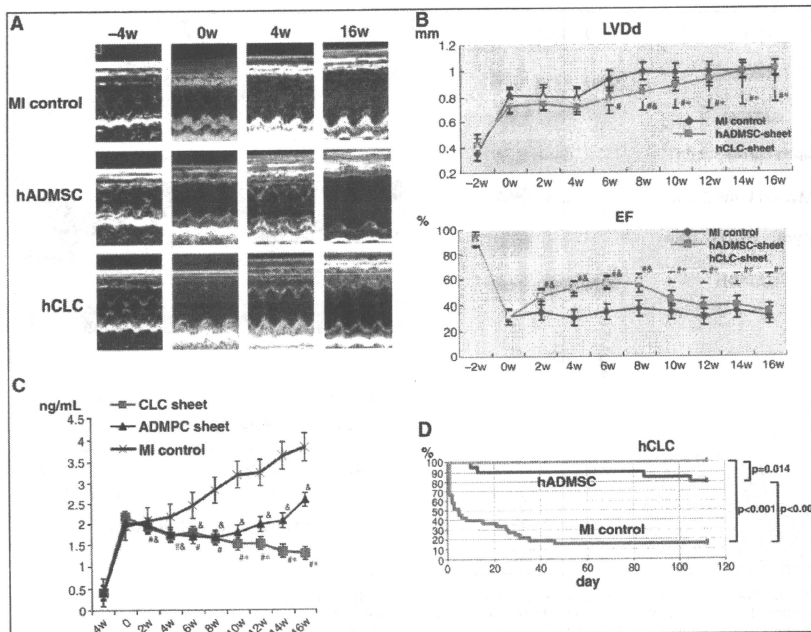 A
−4w 0w 4w 16w
MI control
hADMSC
hCLC
B
LVDd
mm
1.2
1
0.8
0.6
0.4
0.2
# #& #* #* #* #* #*
MI control
hADMSC-sheet
hCLC-sheet
−2w 0w 2w 4w 6w 8w 10w 12w 14w 16w
EF
%
100
80
60
40
20
0
#& #& #& #& #* #* #* #*
MI control
hADMSC-sheet
hCLC-sheet
−2w 0w 2w 4w 6w 8w 10w 12w 14w 16w
C
ng/mL
CLC sheet
ADMPC sheet
MI control
4.5
4
3.5
3
2.5
2
1.5
1
0.5
0
#& & & & & & & &
# # #* #* #* #*
4w 0 2w 4w 6w 8w 10w 12w 14w 16w
D
%
hCLC
100
90
80
70
60
50
40
30
20
10
0
hADMSC
MI control
p=0.014
p<0.001
p<0.00
0 20 40 60 80 100 120
day